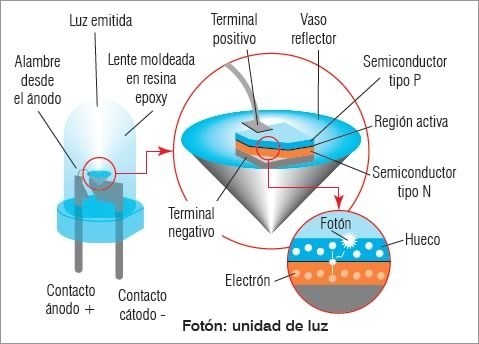 Luz emitida
Alambre
desde
el ánodo
Lente moldeada
en resina
epoxy
Terminal
positivo
Vaso
reflector
Semiconductor
tipo P
Región activa
Semiconductor
tipo N
Terminal
negativo
Fotón
Hueco
Electrón
Contacto
ánodo +
Contacto
cátodo -
Fotón: unidad de luz